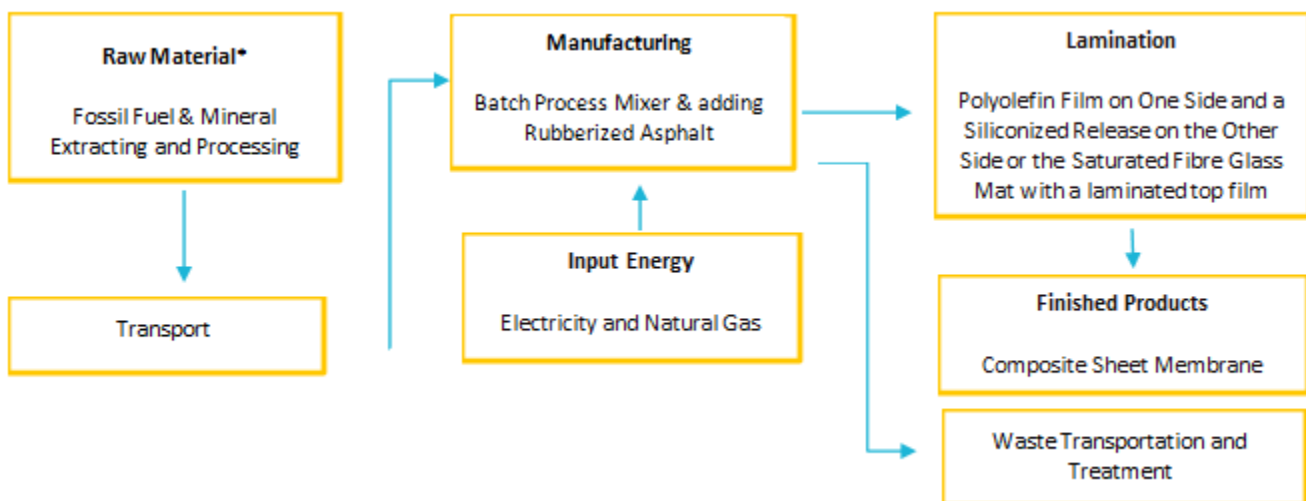 Raw Material*
Fossil Fuel & Mineral
Extracting and Processing
Transport
Manufacturing
Batch Process Mixer & adding
Rubberized Asphalt
Input Energy
Electricity and Natural Gas
Lamination
Polyolefin Film on One Side and a
Siliconized Release on the Other
Side or the Saturated Fibre Glass
Mat with a laminated top film
Finished Products
Composite Sheet Membrane
Waste Transportation and
Treatment